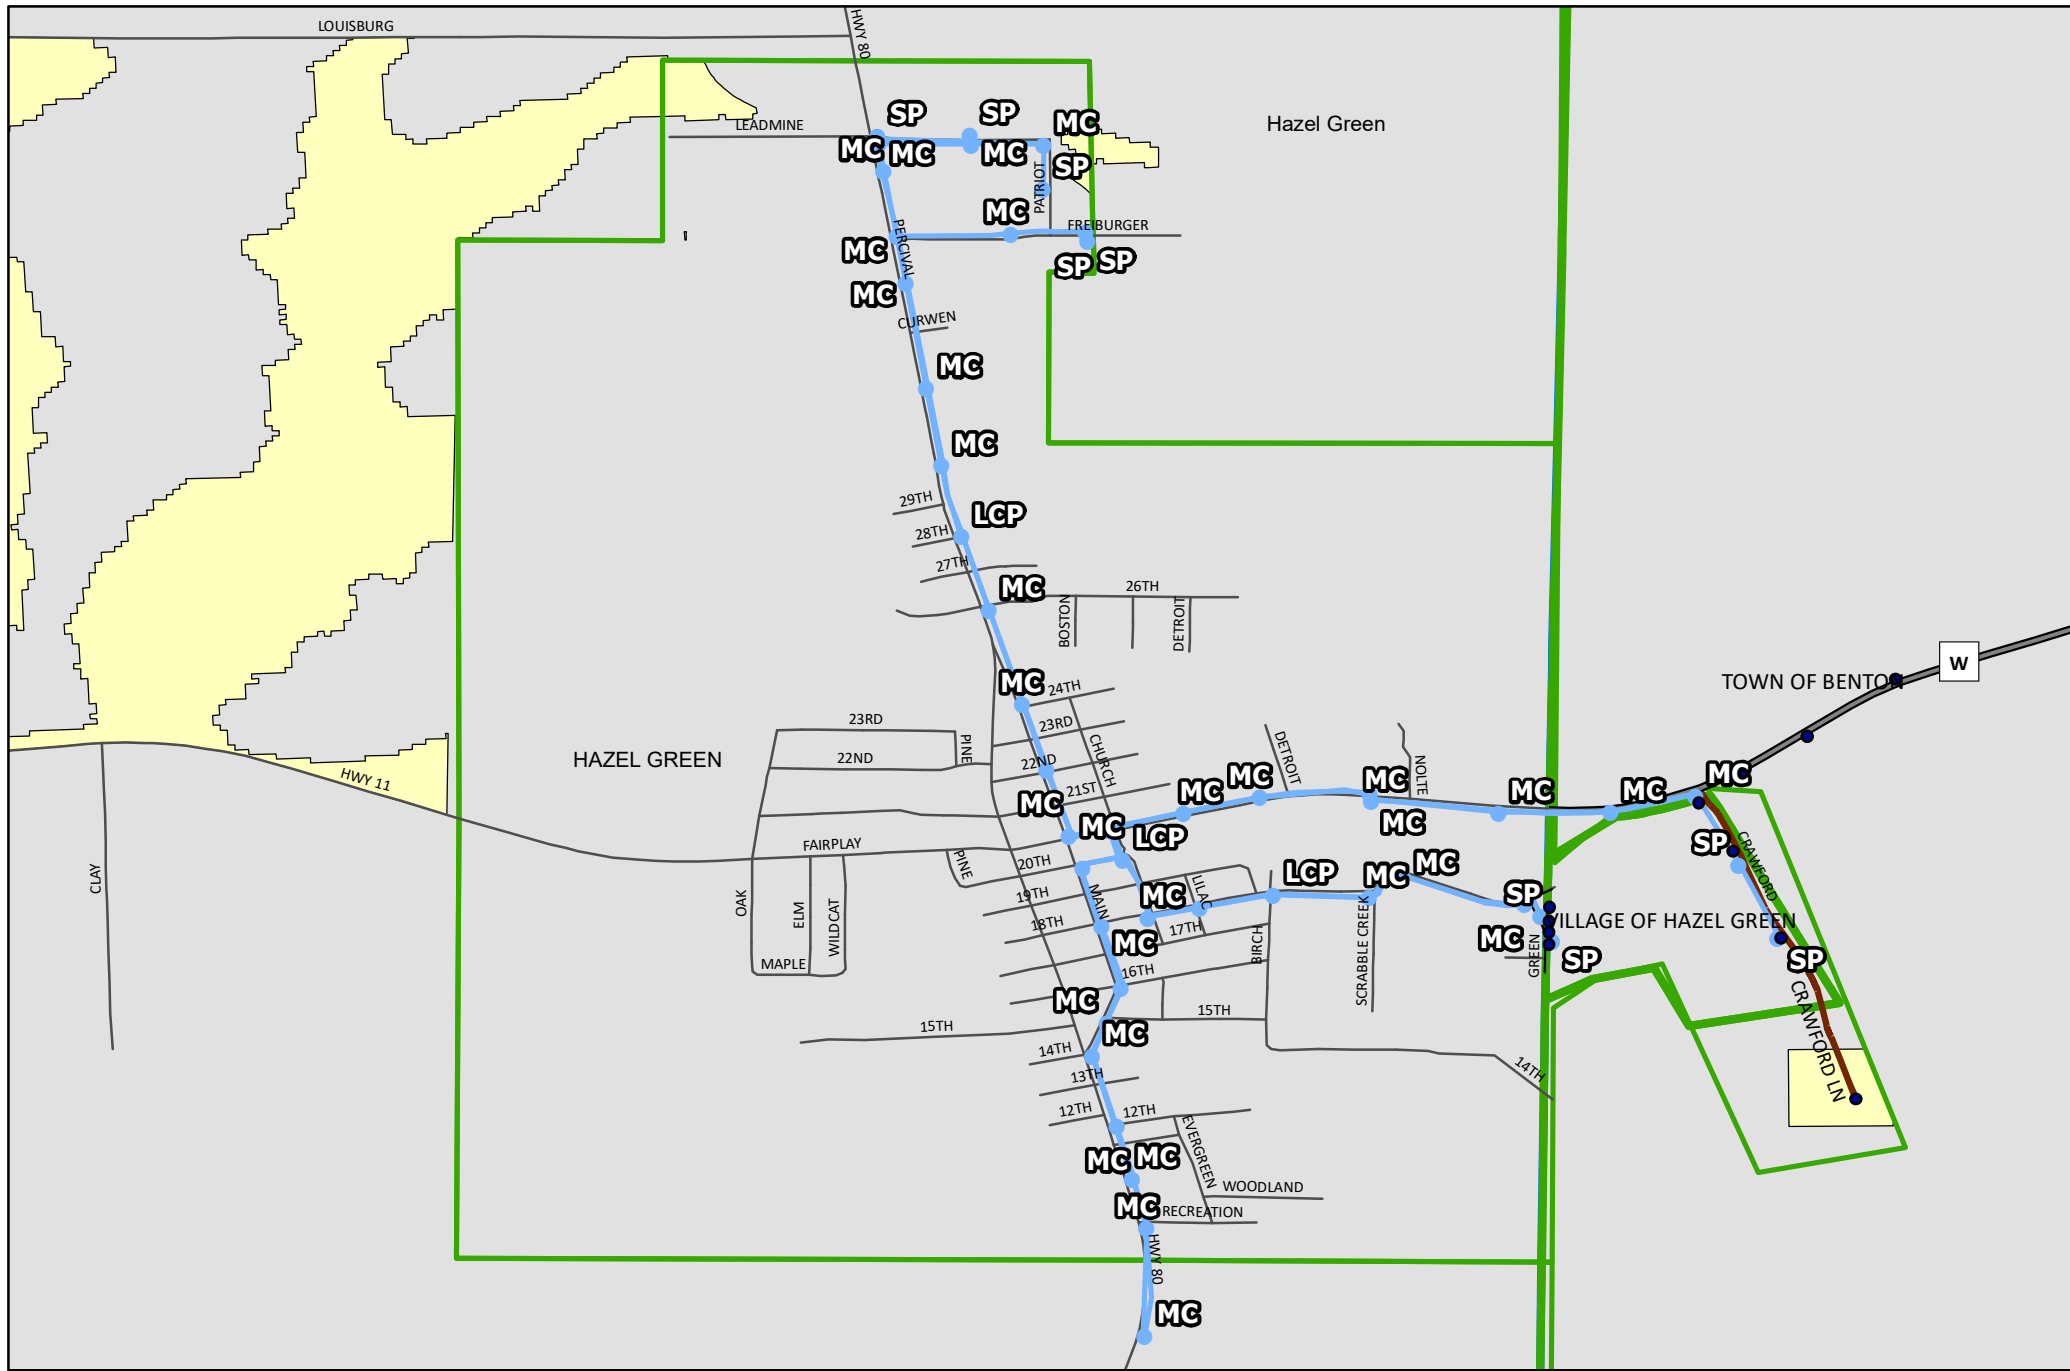 LOUISBURG
HWY 80
Hazel Green
SP
SP
MC
LEADMINE
MC
MC
MC
SP
PATRIOT
MC
FREIBURGER
PERCIVAL
MC
SP
SP
MC
CURWEN
MC
MC
29TH
LCP
28TH
27TH
MC
26TH
BOSTON
DETROIT
W
TOWN OF BENTON
MC
24TH
23RD
23RD
PINE
CHURCH
22ND
22ND
HAZEL GREEN
DETROIT
NOLTE
HWY 11
21ST
MC
MC
MC
MC
MC
MC
MC
MC
MC
LCP
SP
CRAWFORD
FAIRPLAY
20TH
PINE
CLAY
OAK
ELM
WILDCAT
19TH
MAIN
LILAC
LCP
MC
MC
MC
SP
18TH
17TH
VILLAGE OF HAZEL GREEN
MC
BIRCH
SCRABBLE CREEK
MC
GREEN
SP
SP
MAPLE
16TH
CRAWFORD LN
MC
15TH
15TH
MC
14TH
14TH
13TH
12TH
12TH
EVERGREEN
MC
MC
WOODLAND
MC
RECREATION
HWY 80
MC